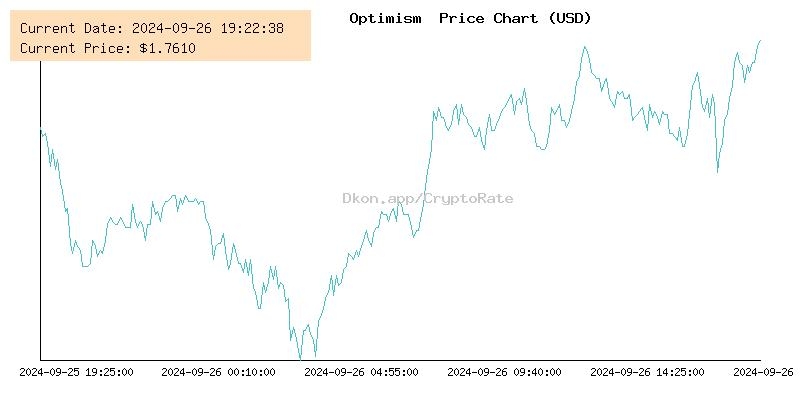 Optimism Price Chart (USD)
Current Date: 2024-09-26 19:22:38
Current Price: $1.7610
Dkon.app/CryptoRate
2024-09-25 19:25:00 2024-09-26 00:10:00 2024-09-26 04:55:00 2024-09-26 09:40:00 2024-09-26 14:25:00 2024-09-26